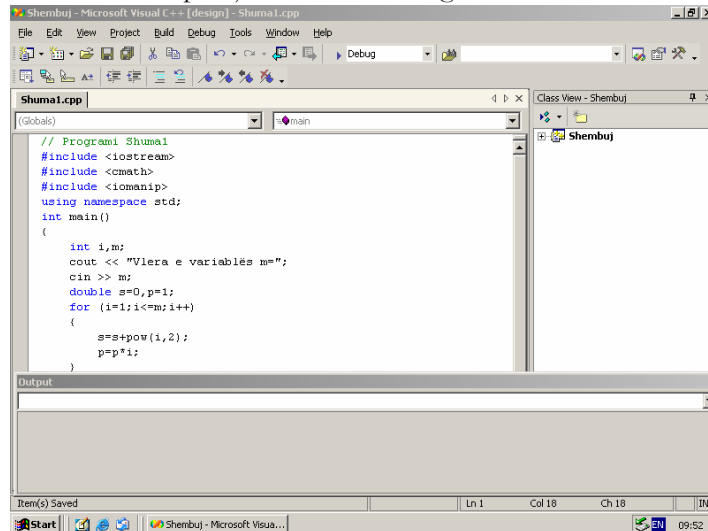 Shembuj - Microsoft Visual C++ [design] - Shuma1.cpp
File Edit View Project Build Debug Tools Window Help
Debug
Shuma1.cpp
Class View - Shembuj
(Globals)
main
Shembuj
// Programi Shuma1
#include <iostream>
#include <cmath>
#include <iomanip>
using namespace std;
int main()
{
int i,m;
cout << "Vlera e variablës m=";
cin >> m;
double s=0,p=1;
for (i=1;i<=m;i++)
{
s=s+pow(i,2);
p=p*i;
}
Output
Item(s) Saved Ln 1 Col 18 Ch 18 IN
Start Shembuj - Microsoft Visua... EN 09:52